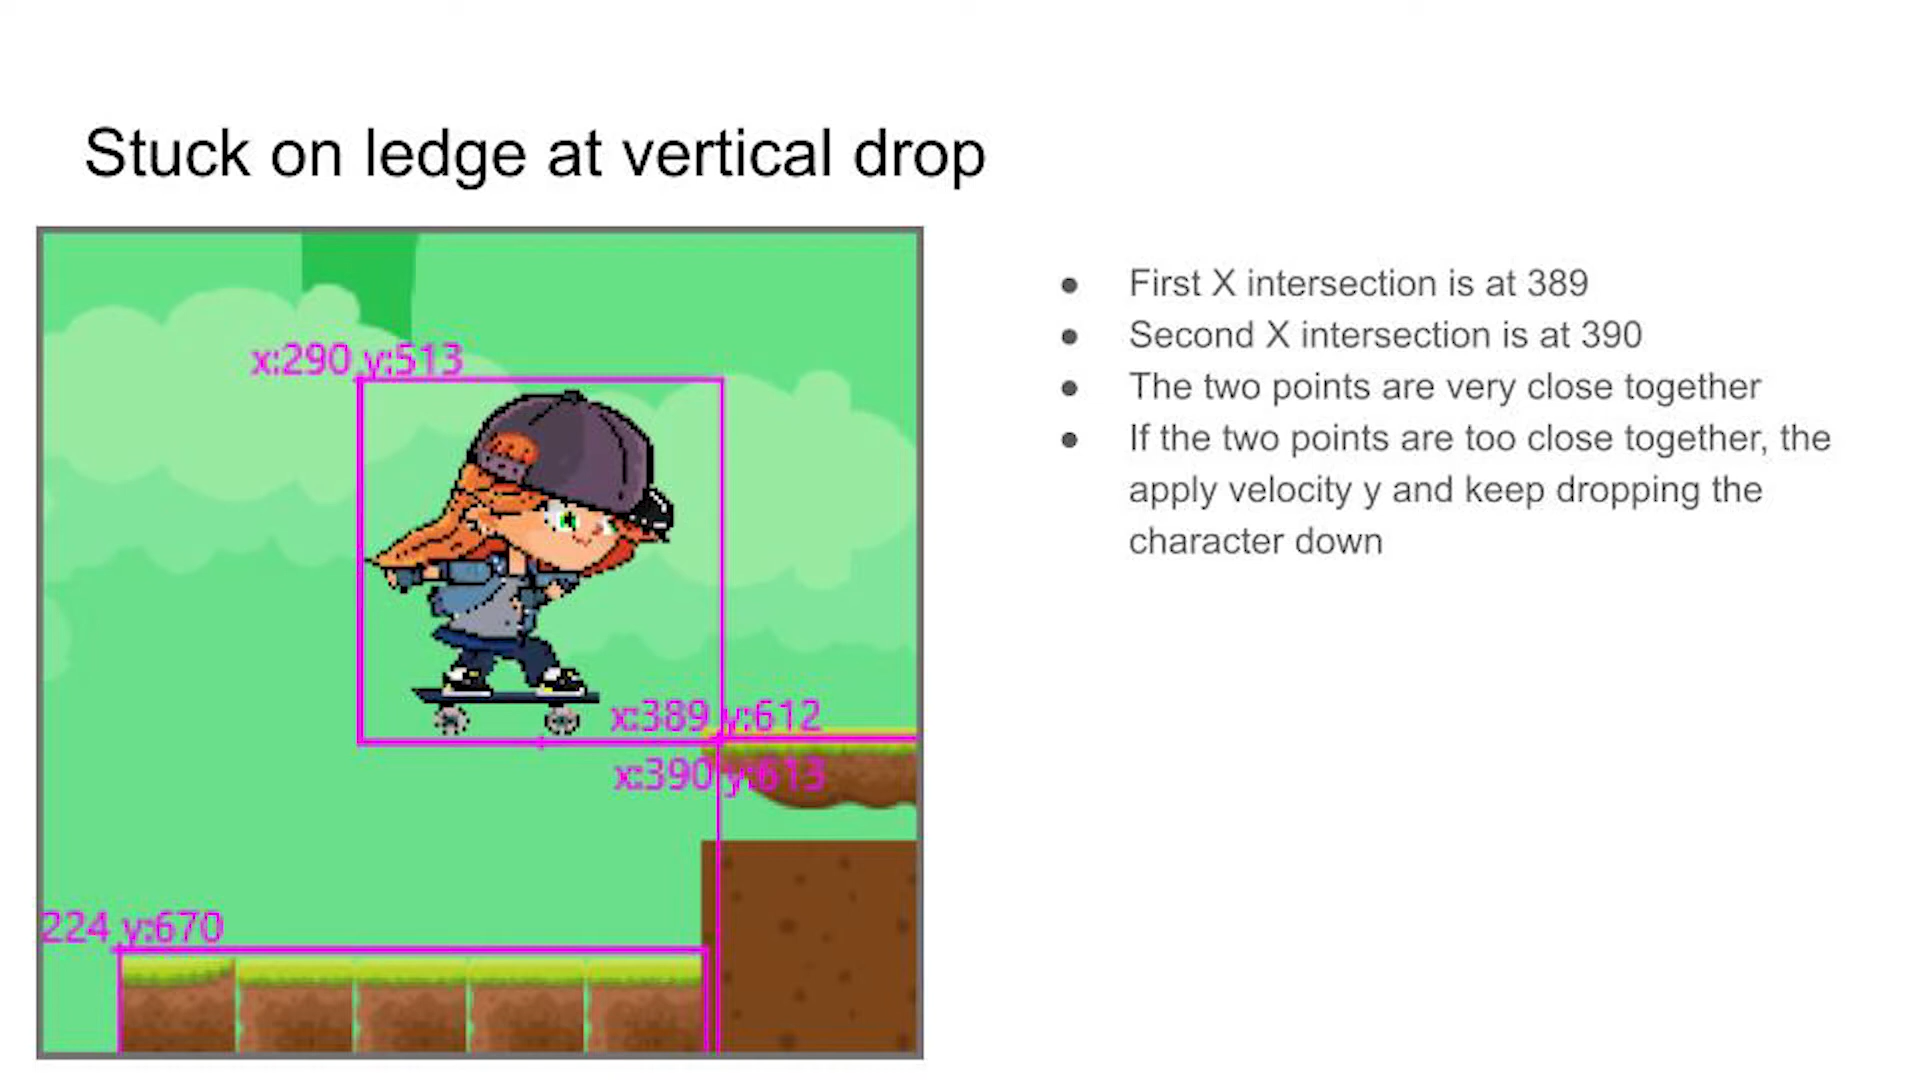 Stuck on ledge at vertical drop
x:290 y:513
x:389 y:612
x:390 y:613
224 y:670
● First X intersection is at 389
● Second X intersection is at 390
● The two points are very close together
● If the two points are too close together, the
apply velocity y and keep dropping the
character down